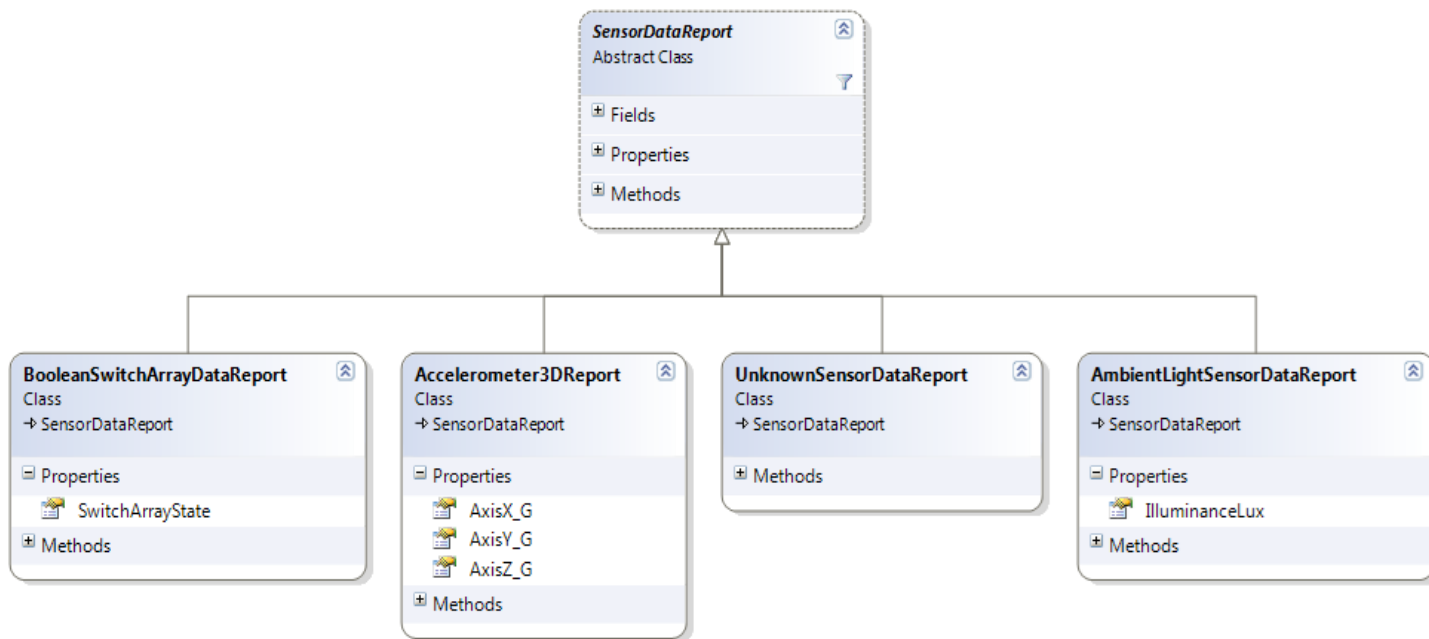 SensorDataReport
Abstract Class
Fields
Properties
Methods
BooleanSwitchArrayDataReport
Class
SensorDataReport
Properties
SwitchArrayState
Methods
Accelerometer3DReport
Class
SensorDataReport
Properties
AxisX_G
AxisY_G
AxisZ_G
Methods
UnknownSensorDataReport
Class
SensorDataReport
Methods
AmbientLightSensorDataReport
Class
SensorDataReport
Properties
IlluminanceLux
Methods